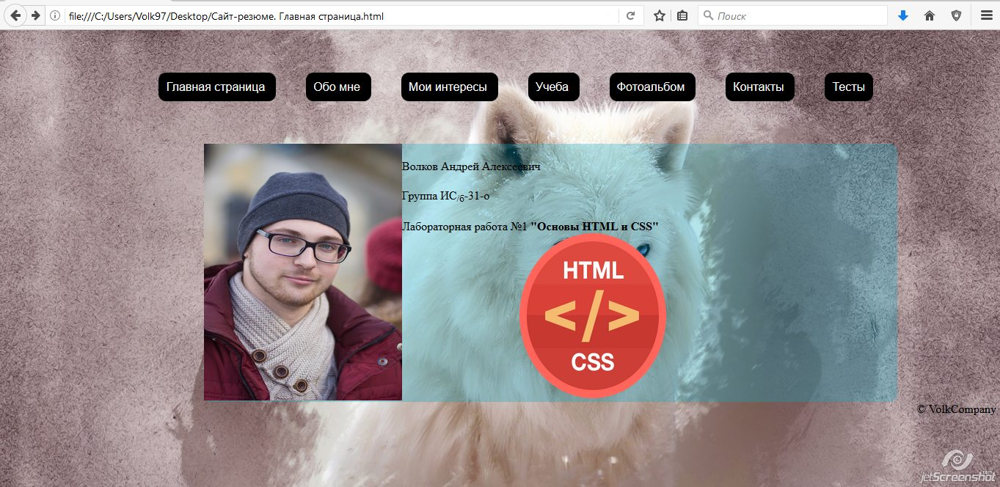 file:///C:/Users/Volk97/Desktop/Сайт-резюме. Главная страница.html
Поиск
Главная страница
Обо мне
Мои интересы
Учеба
Фотоальбом
Контакты
Тесты
Волков Андрей Алексеевич
Группа ИС/б-31-о
Лабораторная работа №1 "Основы HTML и CSS"
HTML
</>
CSS
© VolkCompany
jetScreenshot.com